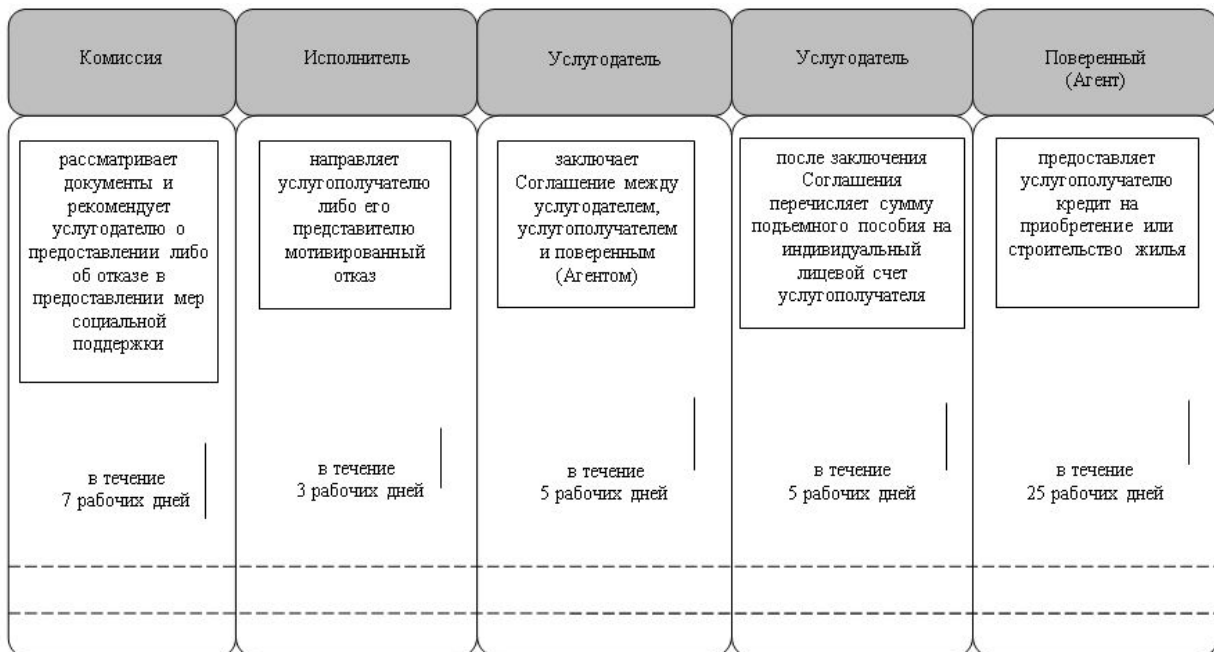 Комиссия
Исполнитель
Услугодатель
Услугодатель
Поверенный
(Агент)
рассматривает
документы и
рекомендует
услугодателю о
предоставлении либо
об отказе в
предоставлении мер
социальной
поддержки
в течение
7 рабочих дней
направляет
услугополучателю
либо его
представителю
мотивированный
отказ
в течение
3 рабочих дней
заключает
Соглашение между
услугодателем,
услугополучателем
и поверенным
(Агентом)
в течение
5 рабочих дней
после заключения
Соглашения
перечисляет сумму
подъемного пособия на
индивидуальный
лицевой счет
услугополучателя
в течение
5 рабочих дней
предоставляет
услугополучателю
кредит на
приобретение или
строительство жилья
в течение
25 рабочих дней